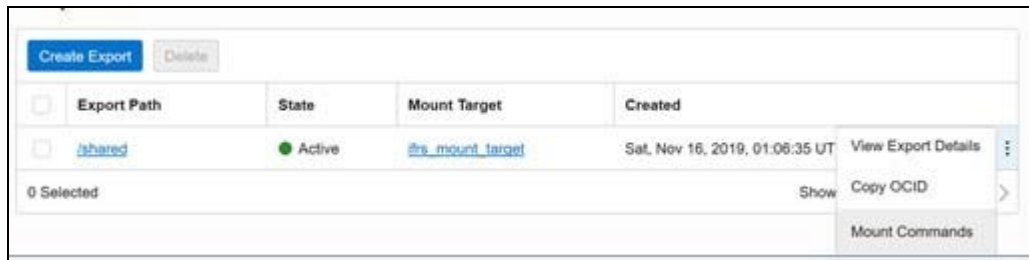 Create Export Delete
Export Path State Mount Target Created
/shared Active ifrs_mount_target Sat, Nov 16, 2019, 01:06:35 UT View Export Details
0 Selected Show Copy OCID
Mount Commands